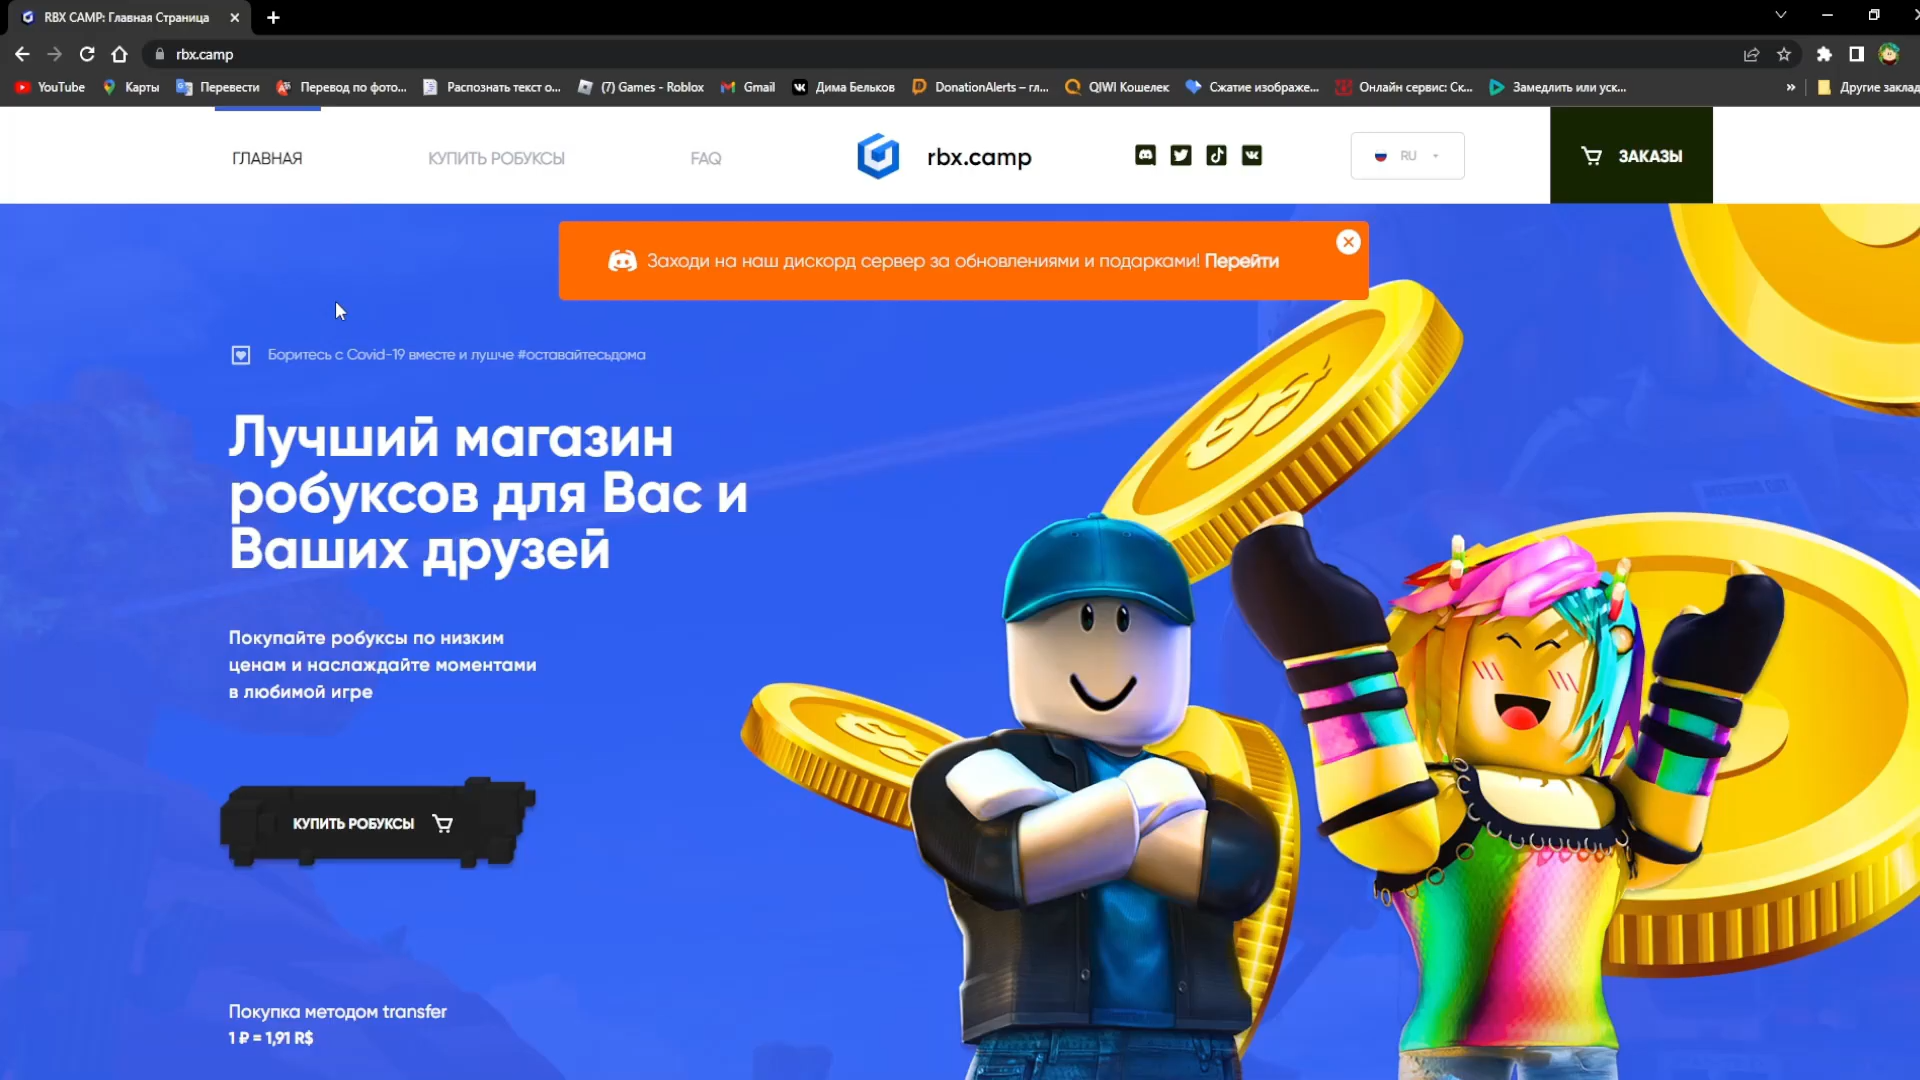 RBX CAMP: Главная Страница
rbx.camp
YouTube
Карты
Перевести
Перевод по фото...
Распознать текст о...
(7) Games - Roblox
Gmail
Дима Бельков
DonationAlerts – гл...
QIWI Кошелек
Сжатие изображе...
Онлайн сервис: Ск...
Замедлить или уск...
»
Другие заклад
ГЛАВНАЯ
КУПИТЬ РОБУКСЫ
FAQ
rbx.camp
RU
ЗАКАЗЫ
Заходи на наш дискорд сервер за обновлениями и подарками! Перейти
Боритесь с Covid-19 вместе и лушче #оставайтесьдома
Лучший магазин
робуксов для Вас и
Ваших друзей
Покупайте робуксы по низким
ценам и наслаждайте моментами
в любимой игре
КУПИТЬ РОБУКСЫ
Покупка методом transfer
1 ₽ = 1,91 R$